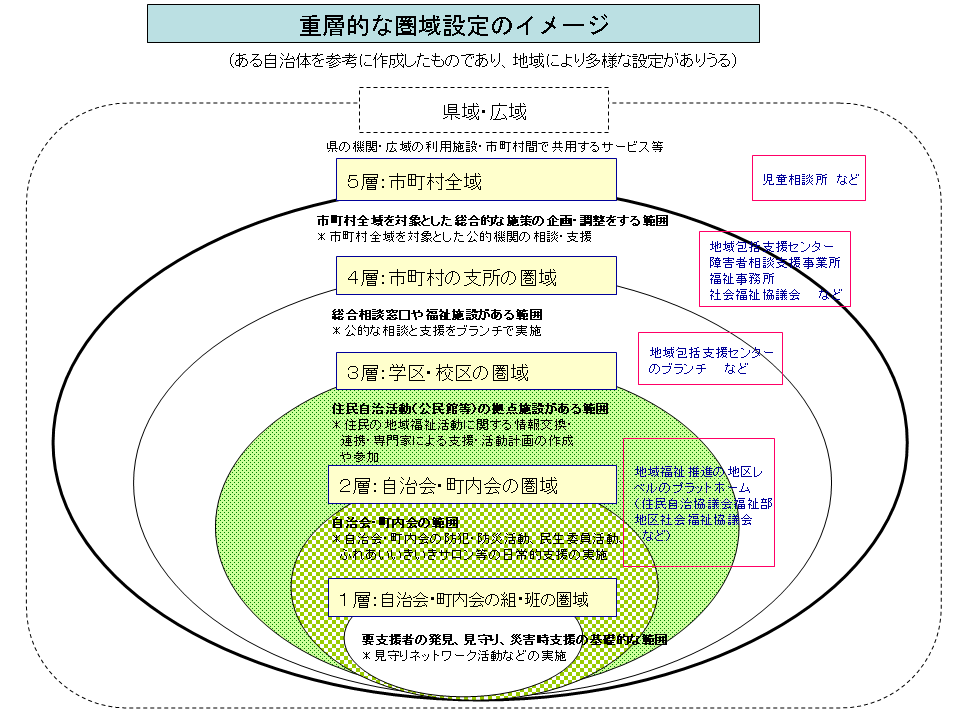 重層的な圏域設定のイメージ
（ある自治体を参考に作成したものであり、地域により多様な設定がありうる）
県域・広域
県の機関・広域の利用施設・市町村間で共用するサービス等
５層：市町村全域
児童相談所　など
市町村全域を対象とした総合的な施策の企画・調整をする範囲
＊市町村全域を対象とした公的機関の相談・支援
地域包括支援センター
障害者相談支援事業所
福祉事務所
社会福祉協議会　など
４層：市町村の支所の圏域
総合相談窓口や福祉施設がある範囲
＊公的な相談と支援をブランチで実施
地域包括支援センター
のブランチ　など
３層：学区・校区の圏域
住民自治活動（公民館等）の拠点施設がある範囲
＊住民の地域福祉活動に関する情報交換・
連携・専門家による支援・活動計画の作成
や参加
地域福祉推進の地区レ
ベルのプラットホーム
（住民自治協議会福祉部
地区社会福祉協議会
など）
２層：自治会・町内会の圏域
自治会・町内会の範囲
＊自治会・町内会の防犯・防災活動、民生委員活動、
ふれあいいきいきサロン等の日常的支援の実施
１層：自治会・町内会の組・班の圏域
要支援者の発見、見守り、災害時支援の基礎的な範囲
＊見守りネットワーク活動などの実施